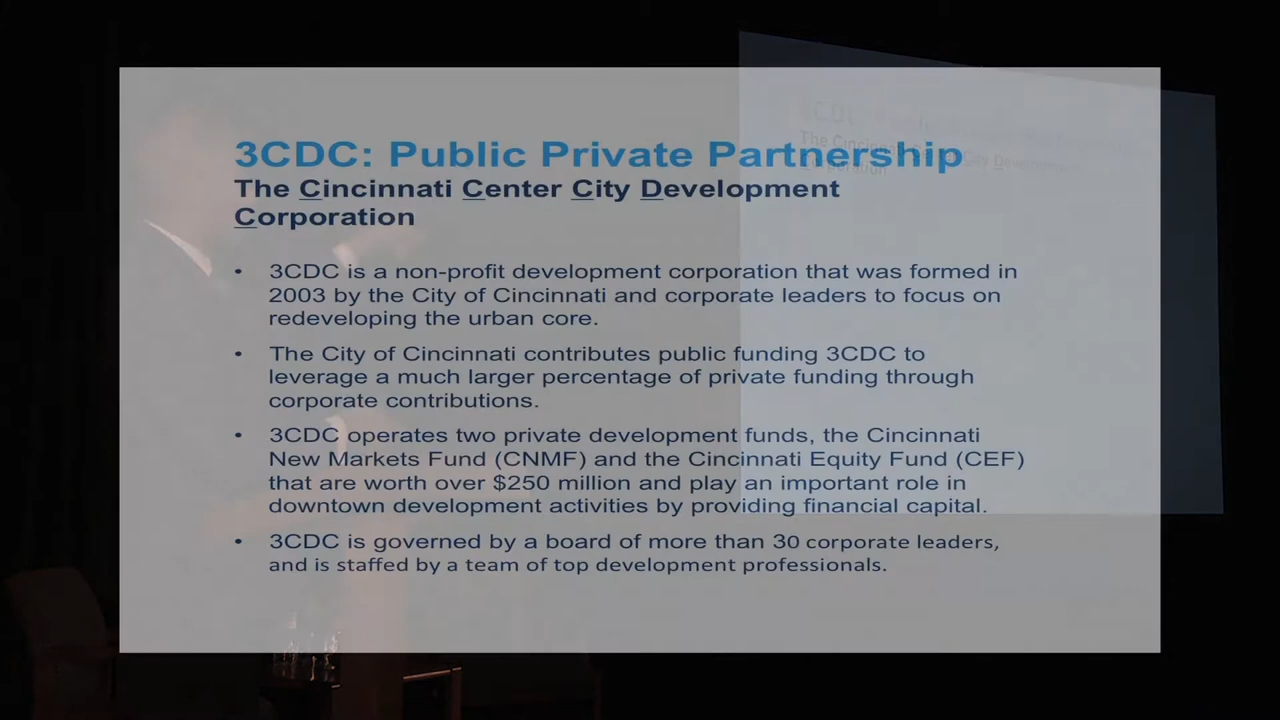 3CDC: Public Private Partnership
The Cincinnati Center City Development
Corporation
• 3CDC is a non-profit development corporation that was formed in
2003 by the City of Cincinnati and corporate leaders to focus on
redeveloping the urban core.
• The City of Cincinnati contributes public funding 3CDC to
leverage a much larger percentage of private funding through
corporate contributions.
• 3CDC operates two private development funds, the Cincinnati
New Markets Fund (CNMF) and the Cincinnati Equity Fund (CEF)
that are worth over $250 million and play an important role in
downtown development activities by providing financial capital.
• 3CDC is governed by a board of more than 30 corporate leaders,
and is staffed by a team of top development professionals.